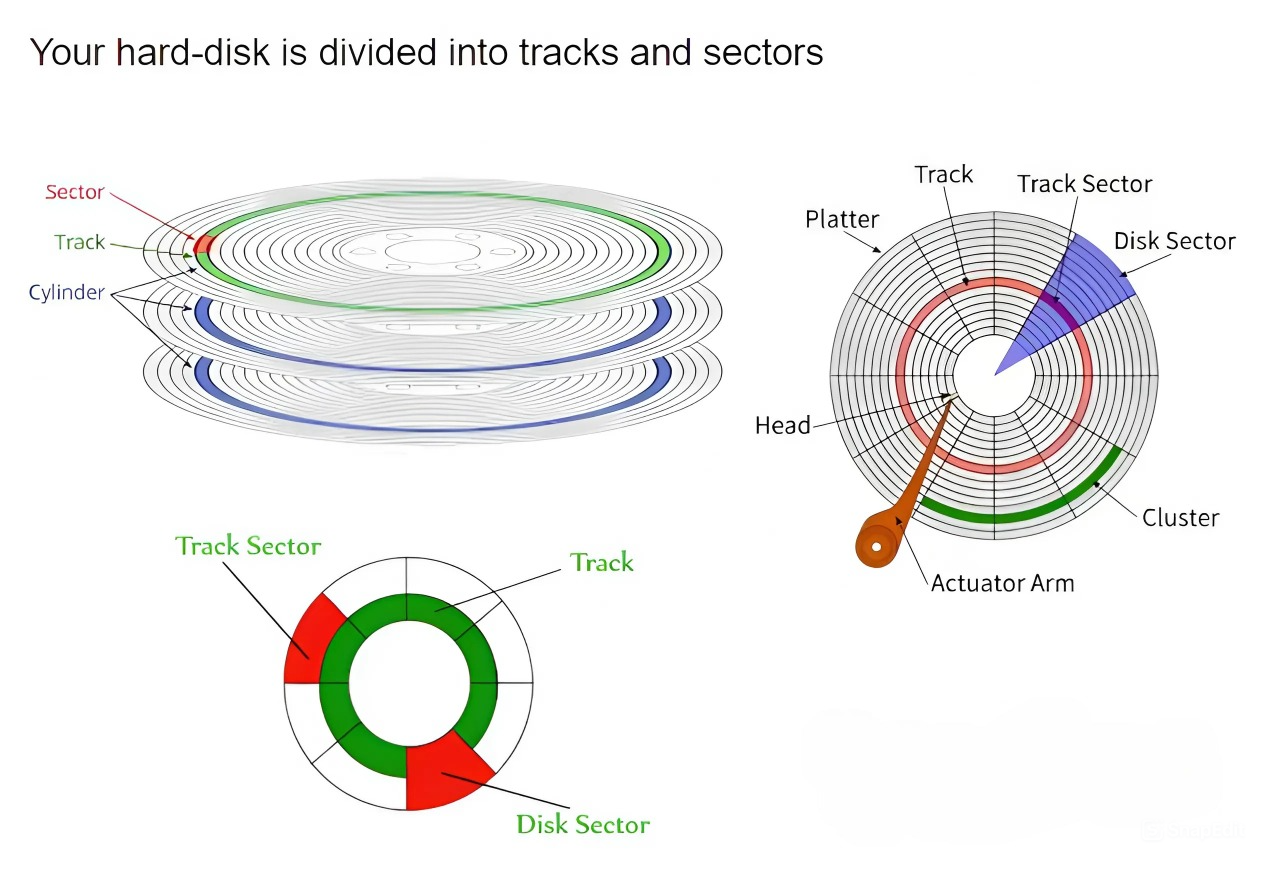 Your hard-disk is divided into tracks and sectors
Sector
Track
Cylinder
Track
Track Sector
Platter
Disk Sector
Head
Cluster
Actuator Arm
Track Sector
Track
Disk Sector